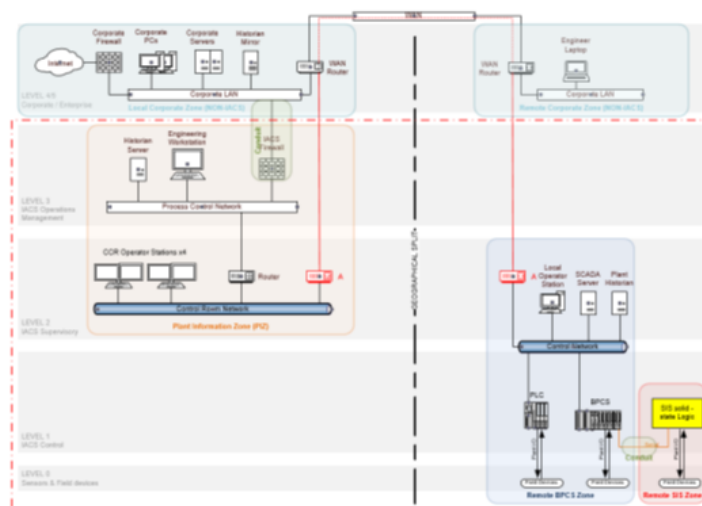 WAN
Internet
Corporate
Firewall
Corporate
PCs
Corporate
Servers
Historian
Mirror
WAN
Router
Corporate LAN
LEVEL 4/5
Corporate / Enterprise
Local Corporate Zone (NON-IACS)
WAN
Router
Engineer
Laptop
Corporate LAN
Remote Corporate Zone (NON-IACS)
Conduit
IACS
Firewall
Historian
Server
Engineering
Workstation
Process Control Network
LEVEL 3
IACS Operations
Management
CCR Operator Stations x4
Router
A
Control Room Network
Plant Information Zone (PIZ)
LEVEL 2
IACS Supervisory
GEOGRAPHICAL SPLIT
A
Local
Operator
Station
SCADA
Server
Plant
Historian
Control Network
PLC
BPCS
SIS solid -
state Logic
Conduit
LEVEL 1
IACS Control
LEVEL 0
Sensors & Field devices
Field Devices
Field Devices
Field Devices
Remote BPCS Zone
Remote SIS Zone